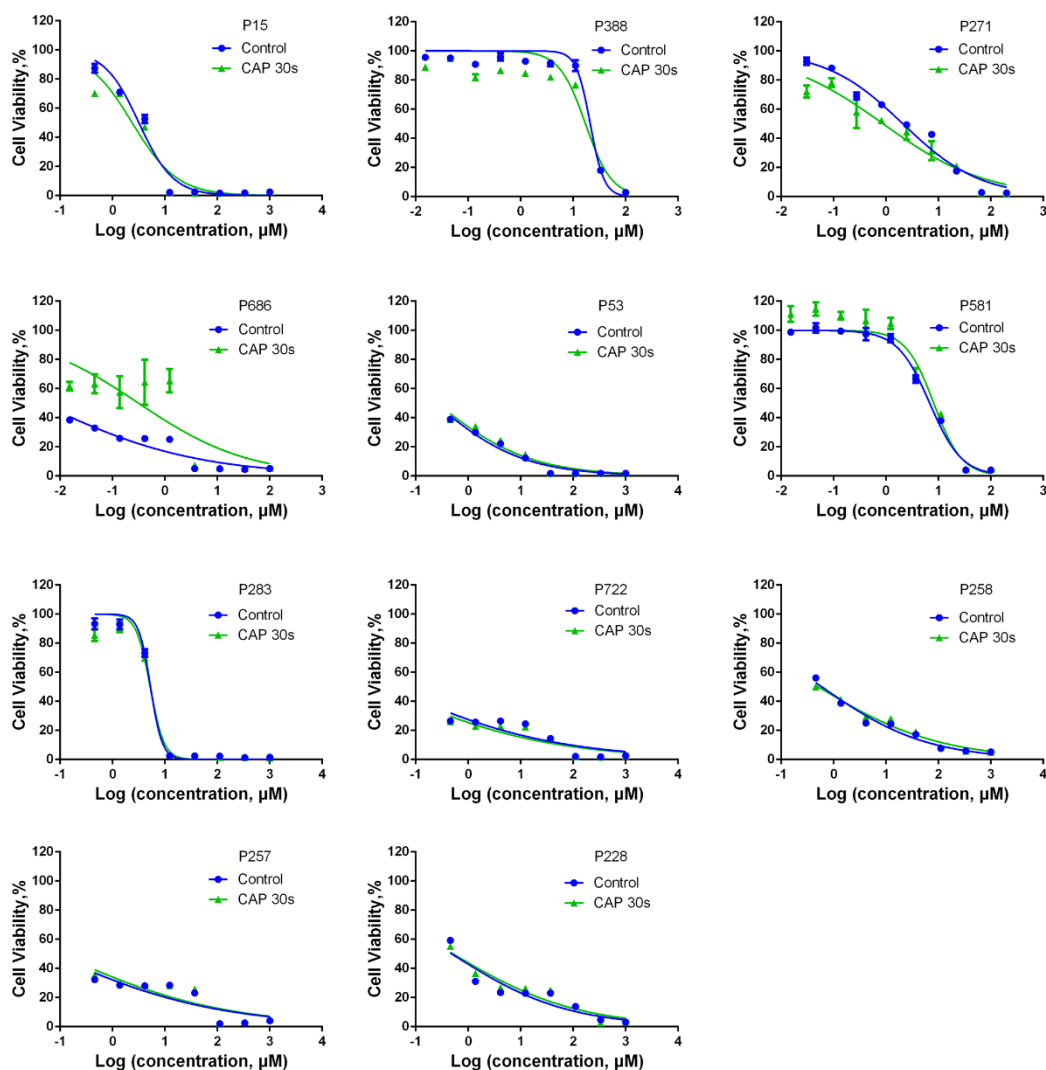 P15
Control
CAP 30s
Cell Viability,%
120
100
80
60
40
20
0
-1 0 1 2 3 4
Log (concentration, µM)
P388
Control
CAP 30s
Cell Viability,%
120
100
80
60
40
20
0
-2 -1 0 1 2 3
Log (concentration, µM)
P271
Control
CAP 30s
Cell Viability,%
120
100
80
60
40
20
0
-2 -1 0 1 2 3
Log (concentration, µM)
P686
Control
CAP 30s
Cell Viability,%
120
100
80
60
40
20
0
-2 -1 0 1 2 3
Log (concentration, µM)
P53
Control
CAP 30s
Cell Viability,%
120
100
80
60
40
20
0
-1 0 1 2 3 4
Log (concentration, µM)
P581
Control
CAP 30s
Cell Viability,%
120
100
80
60
40
20
0
-2 -1 0 1 2 3
Log (concentration, µM)
P283
Control
CAP 30s
Cell Viability,%
120
100
80
60
40
20
0
-1 0 1 2 3 4
Log (concentration, µM)
P722
Control
CAP 30s
Cell Viability,%
120
100
80
60
40
20
0
-1 0 1 2 3 4
Log (concentration, µM)
P258
Control
CAP 30s
Cell Viability,%
120
100
80
60
40
20
0
-1 0 1 2 3 4
Log (concentration, µM)
P257
Control
CAP 30s
Cell Viability,%
120
100
80
60
40
20
0
-1 0 1 2 3 4
Log (concentration, µM)
P228
Control
CAP 30s
Cell Viability,%
120
100
80
60
40
20
0
-1 0 1 2 3 4
Log (concentration, µM)